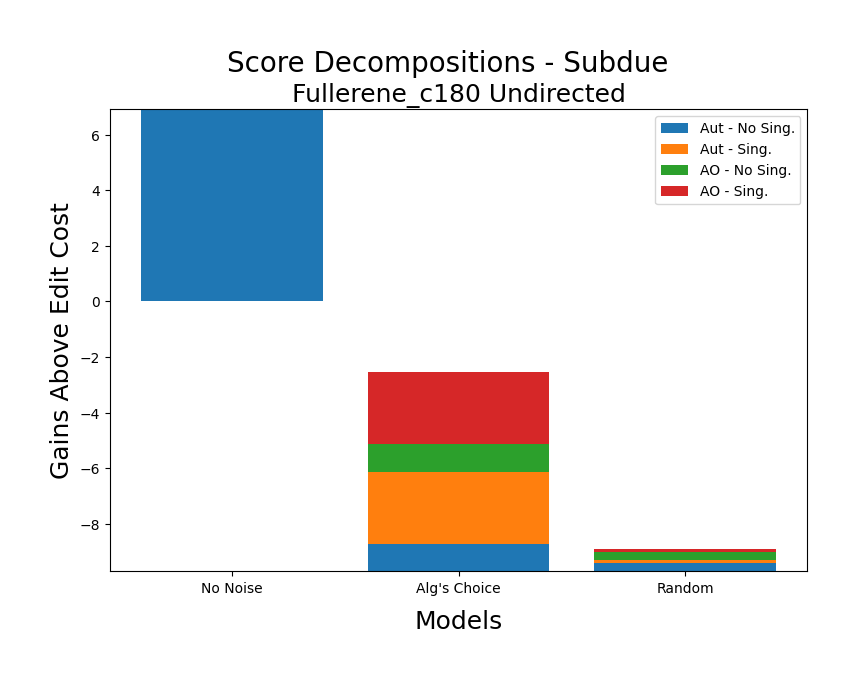 Score Decompositions - Subdue
Fullerene_c180 Undirected
Gains Above Edit Cost
6
4
2
0
−2
−4
−6
−8
Aut - No Sing.
Aut - Sing.
AO - No Sing.
AO - Sing.
No Noise
Alg's Choice
Random
Models